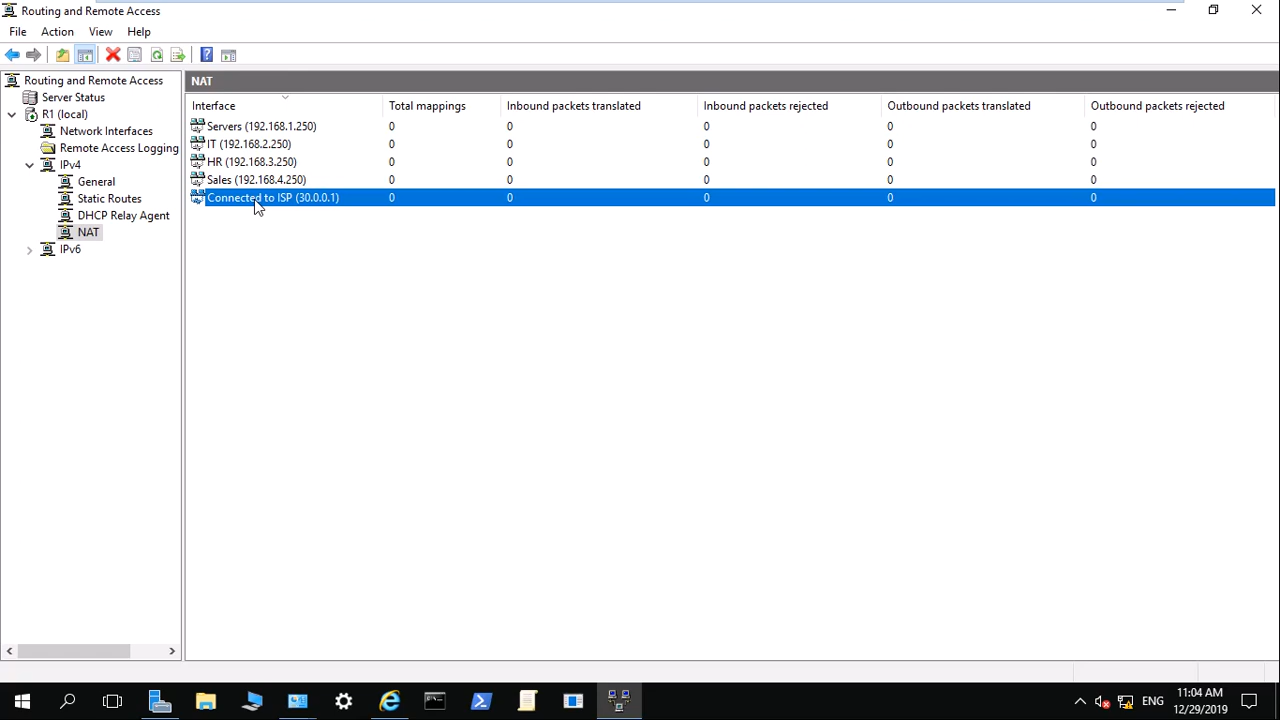 Routing and Remote Access
File Action View Help
Routing and Remote Access
Server Status
R1 (local)
Network Interfaces
Remote Access Logging
IPv4
General
Static Routes
DHCP Relay Agent
NAT
IPv6
NAT
Interface Total mappings Inbound packets translated Inbound packets rejected Outbound packets translated Outbound packets rejected
Servers (192.168.1.250) 0 0 0 0 0
IT (192.168.2.250) 0 0 0 0 0
HR (192.168.3.250) 0 0 0 0 0
Sales (192.168.4.250) 0 0 0 0 0
Connected to ISP (30.0.0.1) 0 0 0 0 0
ENG
11:04 AM
12/29/2019